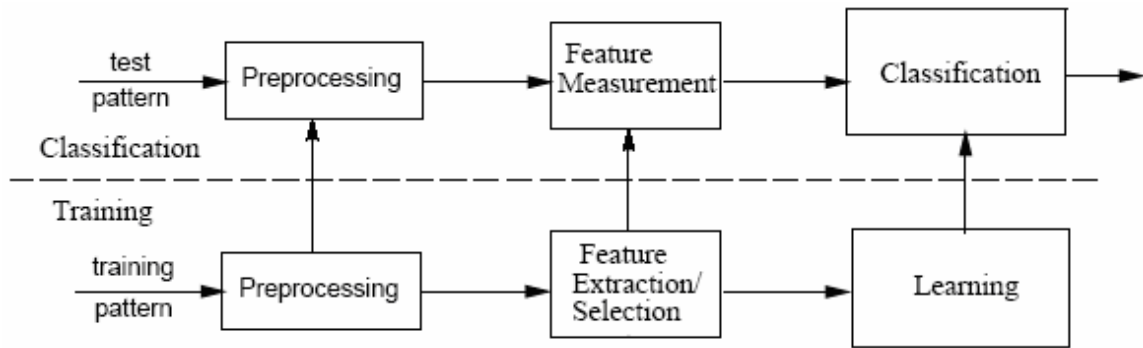 test
pattern
Preprocessing
Feature
Measurement
Classification
Classification
Training
training
pattern
Preprocessing
Feature
Extraction/
Selection
Learning